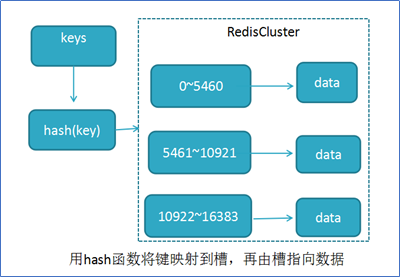 keys
RedisCluster
0~5460
data
hash(key)
5461~10921
data
10922~16383
data
用hash函数将键映射到槽，再由槽指向数据